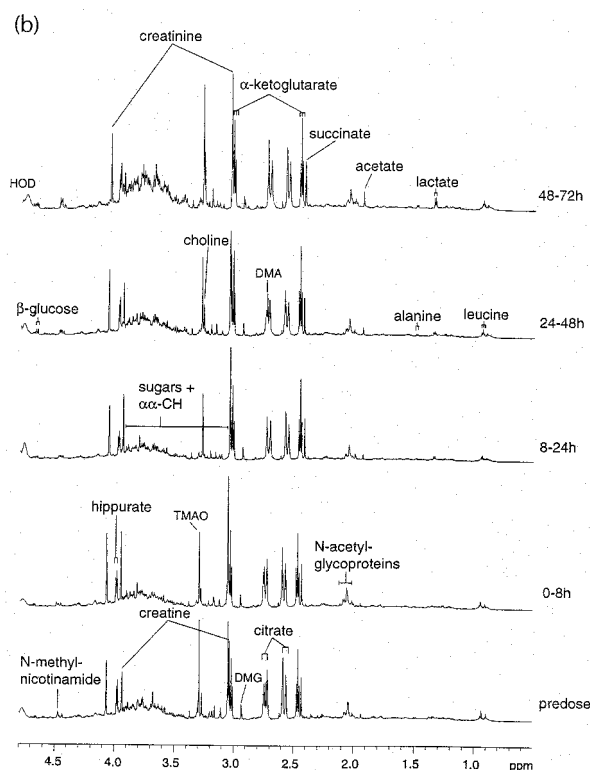 (b)
creatinine
α-ketoglutarate
succinate
acetate
lactate
HOD
48-72h
choline
DMA
β-glucose
alanine
leucine
24-48h
sugars +
αα-CH
8-24h
hippurate
TMAO
N-acetyl-
glycoproteins
0-8h
creatine
citrate
N-methyl-
nicotinamide
DMG
predose
4.5 4.0 3.5 3.0 2.5 2.0 1.5 1.0 ppm